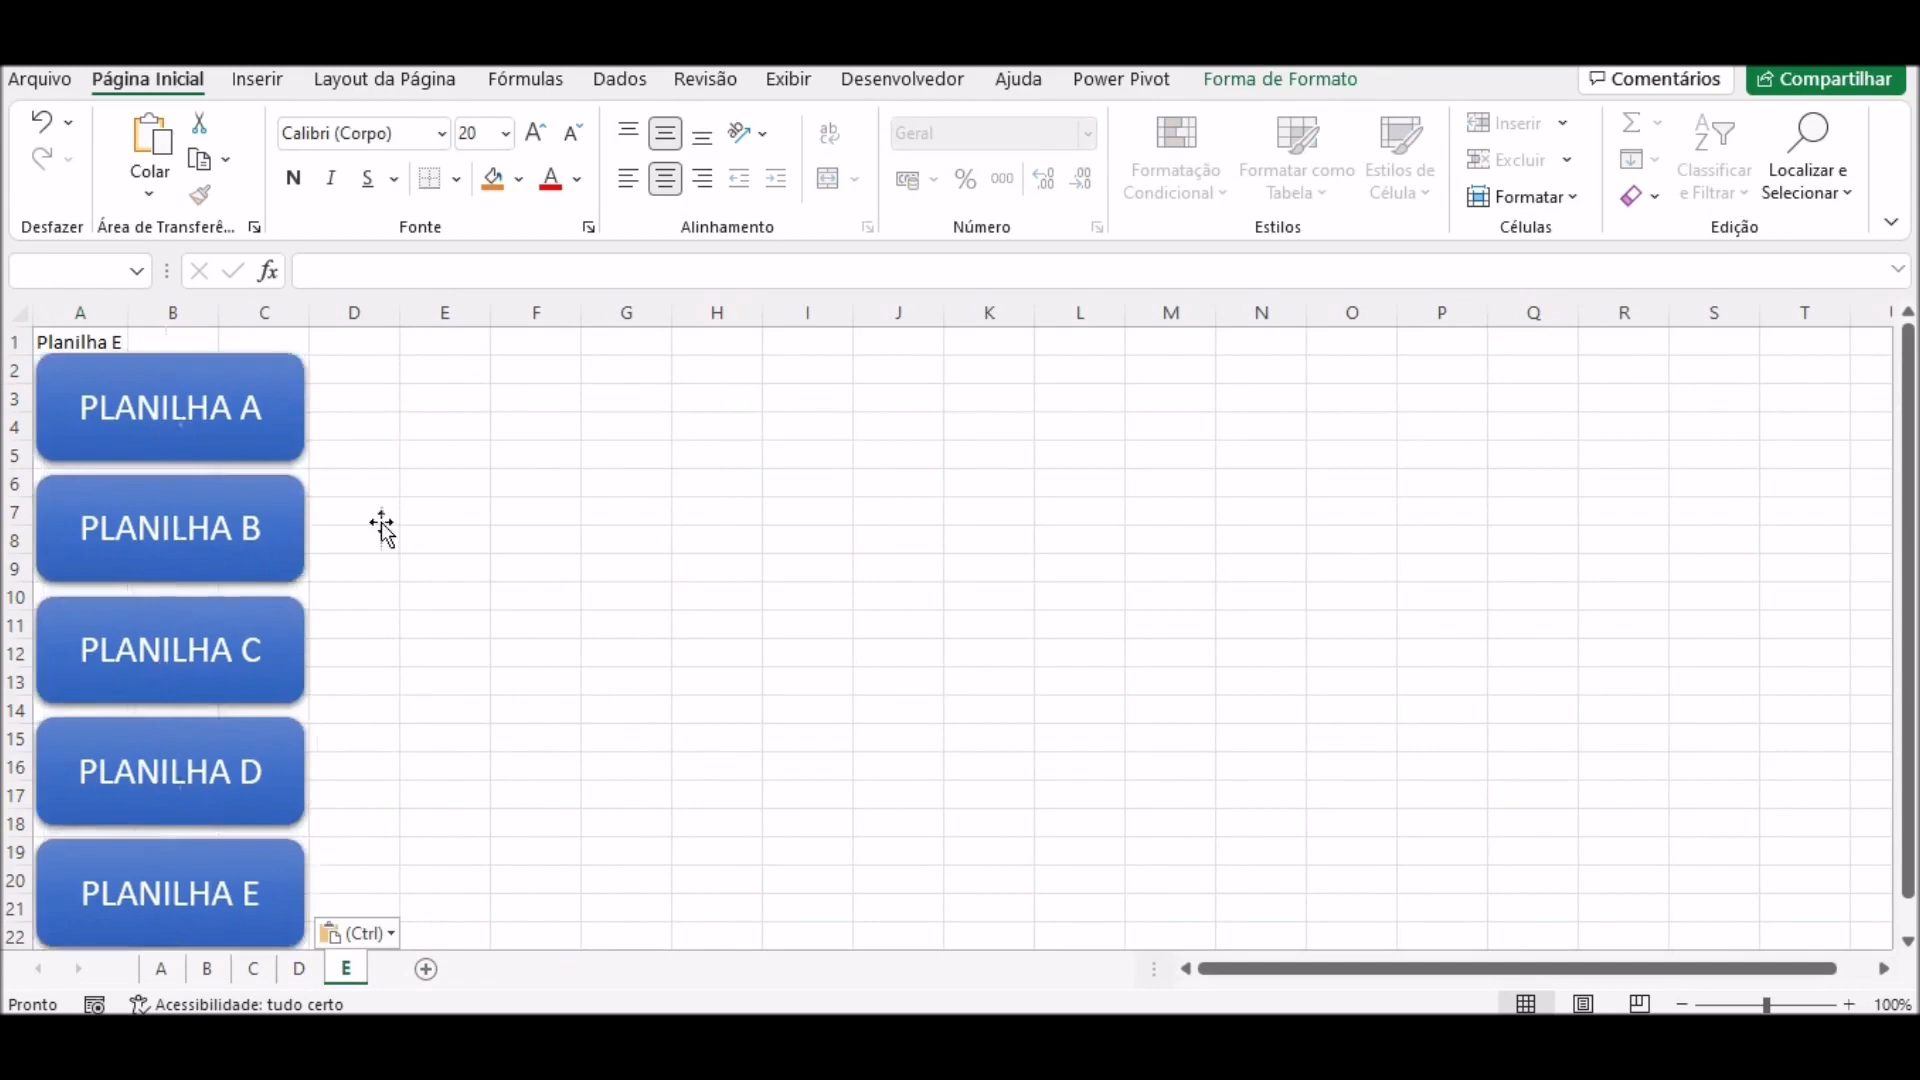 Arquivo Página Inicial Inserir Layout da Página Fórmulas Dados Revisão Exibir Desenvolvedor Ajuda Power Pivot Forma de Formato Comentários Compartilhar
Calibri (Corpo) 20 ab Geral
Colar
N I S A % 000
Formatação Condicional
Formatar como Tabela
Estilos de Célula
Inserir
Excluir
Formatar
Classificar e Filtrar
Localizar e Selecionar
Desfazer Área de Transferê... Fonte Alinhamento Número Estilos Células Edição
fx
A B C D E F G H I J K L M N O P Q R S T
1 Planilha E
2
3 PLANILHA A
4
5
6
7 PLANILHA B
8
9
10
11
12 PLANILHA C
13
14
15
16 PLANILHA D
17
18
19
20 PLANILHA E
21
22 (Ctrl)
A B C D E
Pronto Acessibilidade: tudo certo 100%